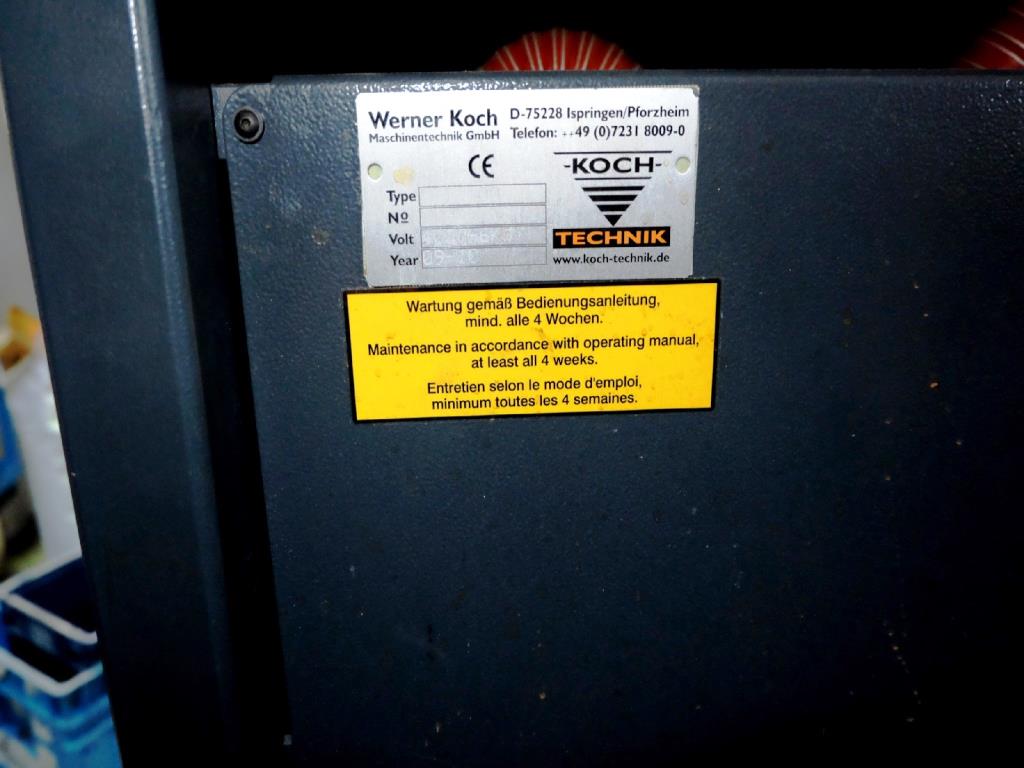 Werner Koch
Maschinentechnik GmbH
D-75228 Ispringen/Pforzheim
Telefon: ++49 (0)7231 8009-0
CE
-KOCH-
TECHNIK
www.koch-technik.de
Type
Nº
Volt
Year
Wartung gemäß Bedienungsanleitung,
mind. alle 4 Wochen.
Maintenance in accordance with operating manual,
at least all 4 weeks.
Entretien selon le mode d'emploi,
minimum toutes les 4 semaines.